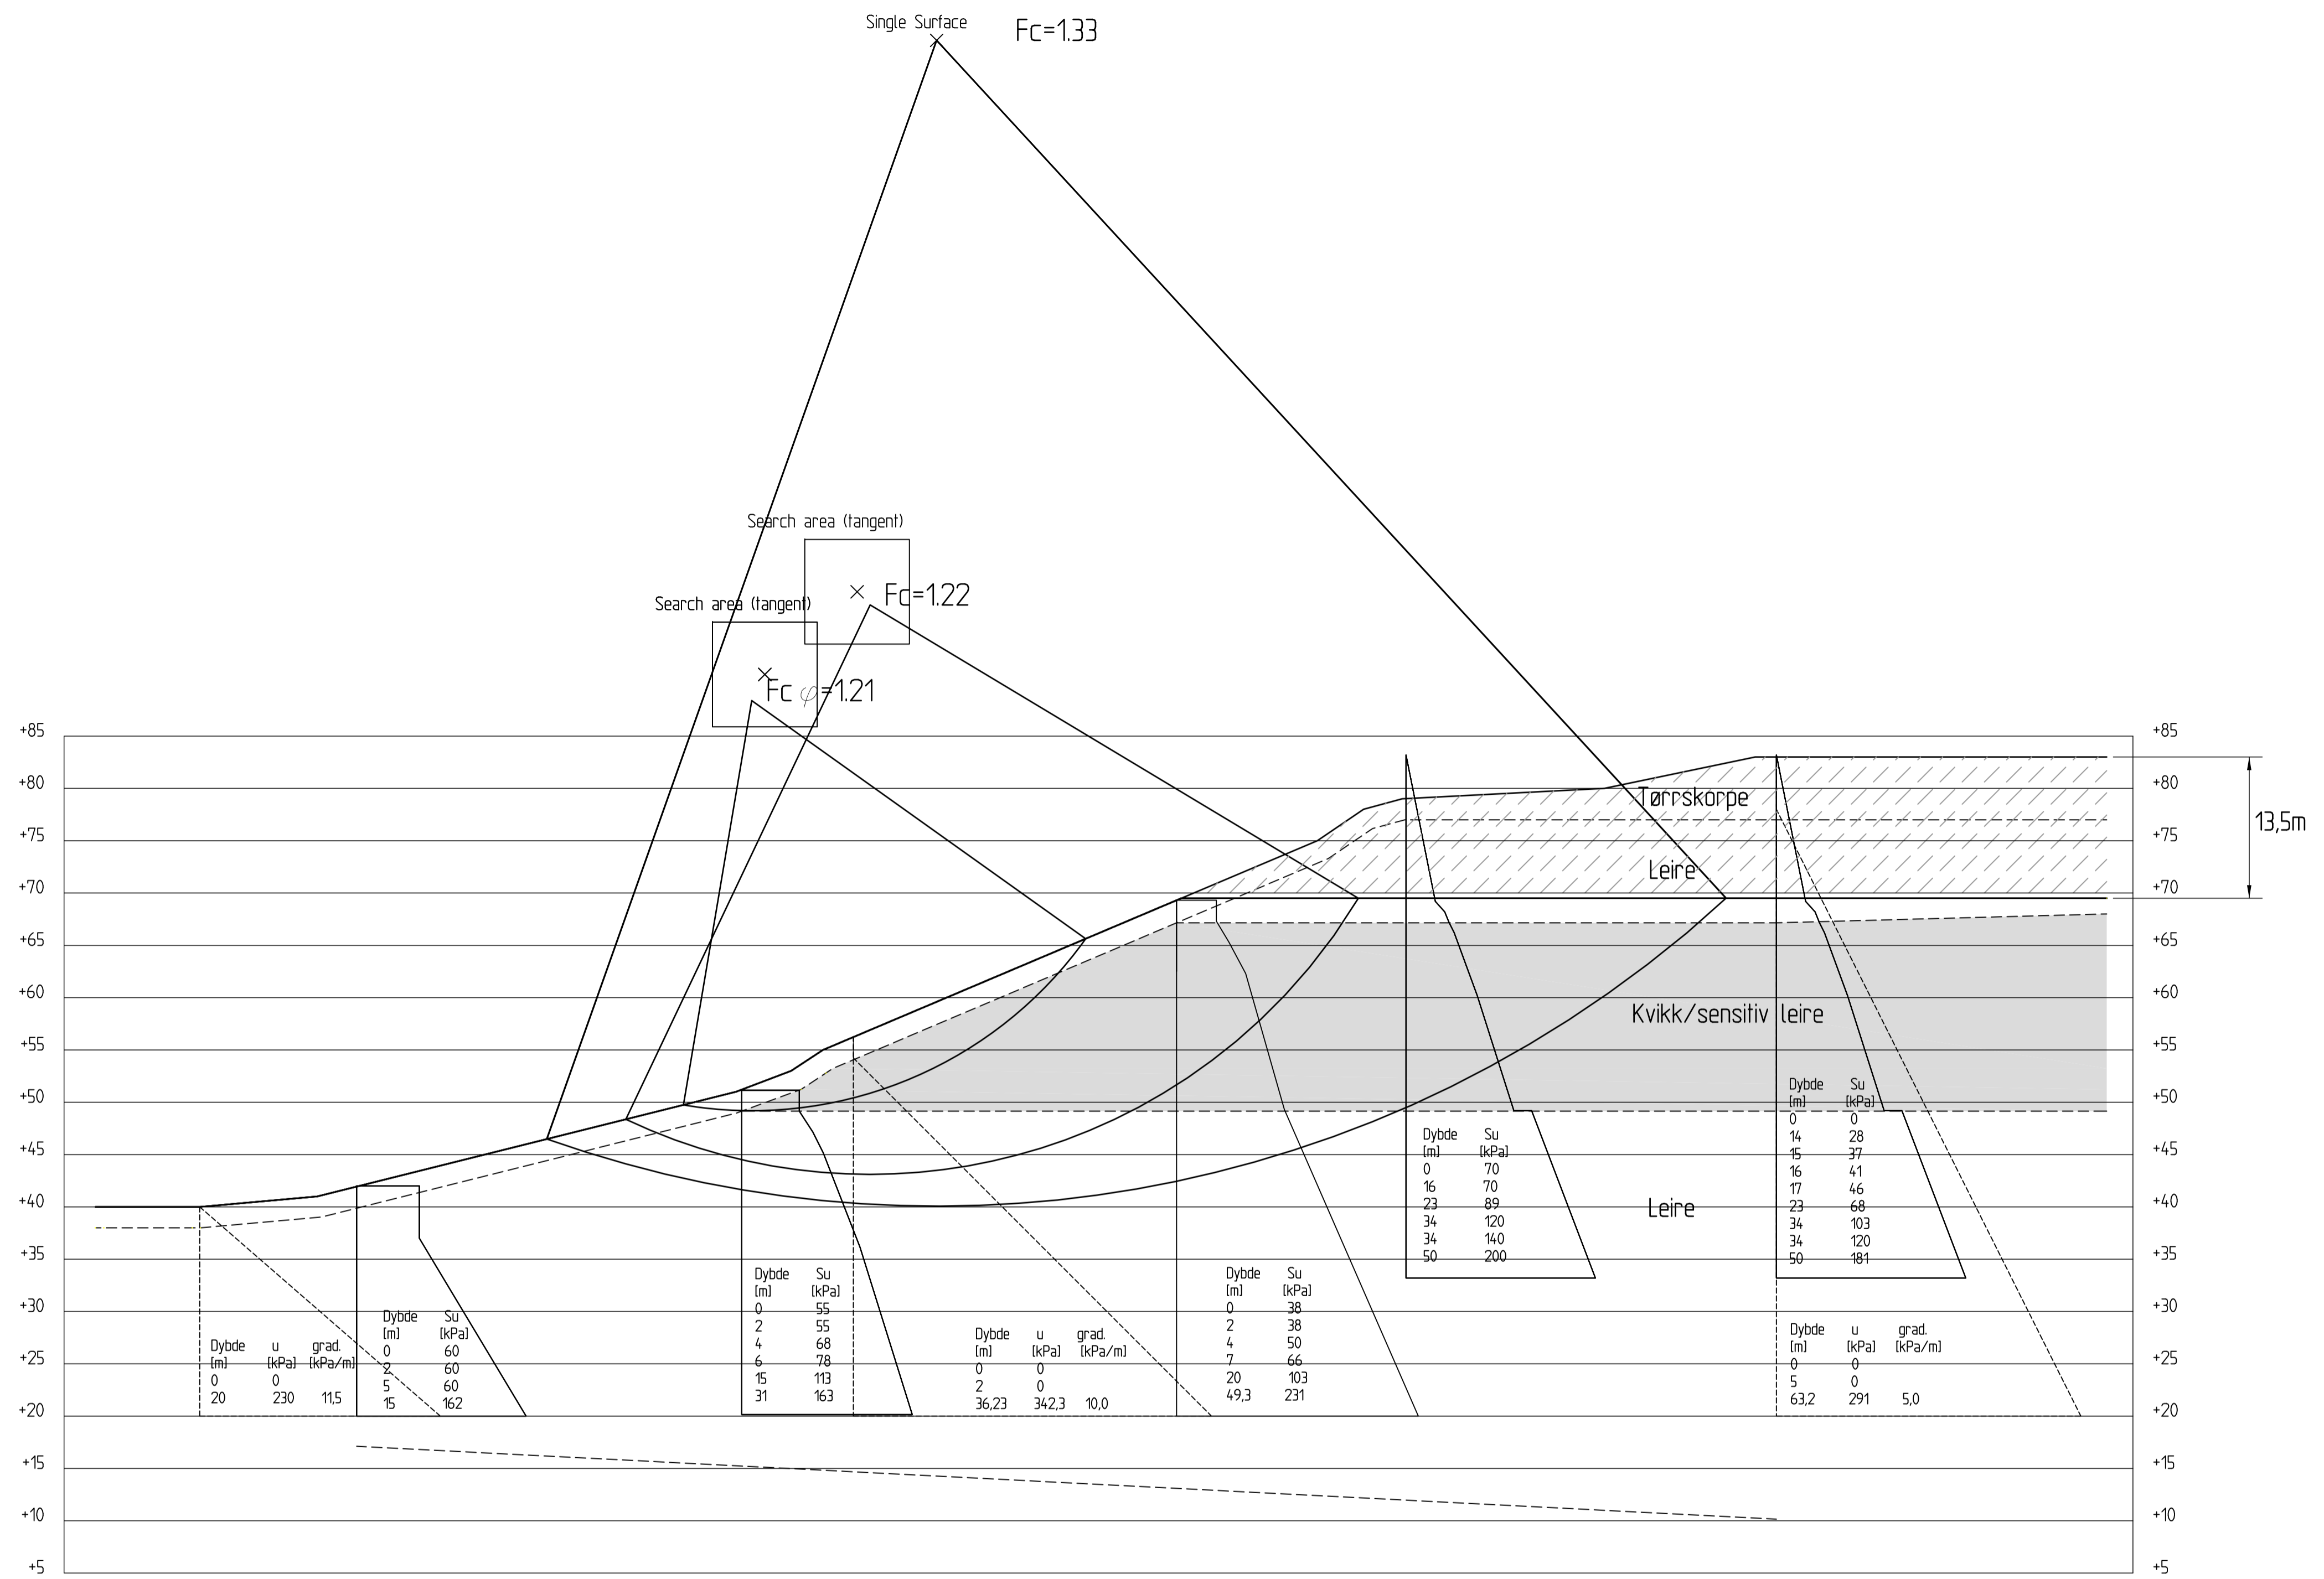 Single Surface
Fc=1.33
Search area (tangent)
Fc=1.22
Search area (tangent)
Fc φ=1.21
+85 +85
+80 +80
Tørrskorpe
13,5m
+75 +75
Leire
+70 +70
+65 +65
Kvikk/sensitiv leire
+60 +60
+55 +55
+50 +50
+45 +45
Leire
+40 +40
+35 +35
+30 +30
+25 +25
+20 +20
+15 +15
+10 +10
+5 +5
Dybde u grad.
[m] [kPa] [kPa/m]
0 0
20 230 11,5
Dybde Su
[m] [kPa]
0 60
2 60
5 60
15 162
Dybde Su
[m] [kPa]
0 55
2 55
4 68
6 78
15 113
31 163
Dybde u grad.
[m] [kPa] [kPa/m]
0 0
2 0
36,23 342,3 10,0
Dybde Su
[m] [kPa]
0 38
2 38
4 50
7 66
20 103
49,3 231
Dybde Su
[m] [kPa]
0 70
16 70
23 89
34 120
34 140
50 200
Dybde Su
[m] [kPa]
0 0
14 28
15 37
16 41
17 46
23 68
34 103
34 120
50 181
Dybde u grad.
[m] [kPa] [kPa/m]
0 0
5 0
63,2 291 5,0